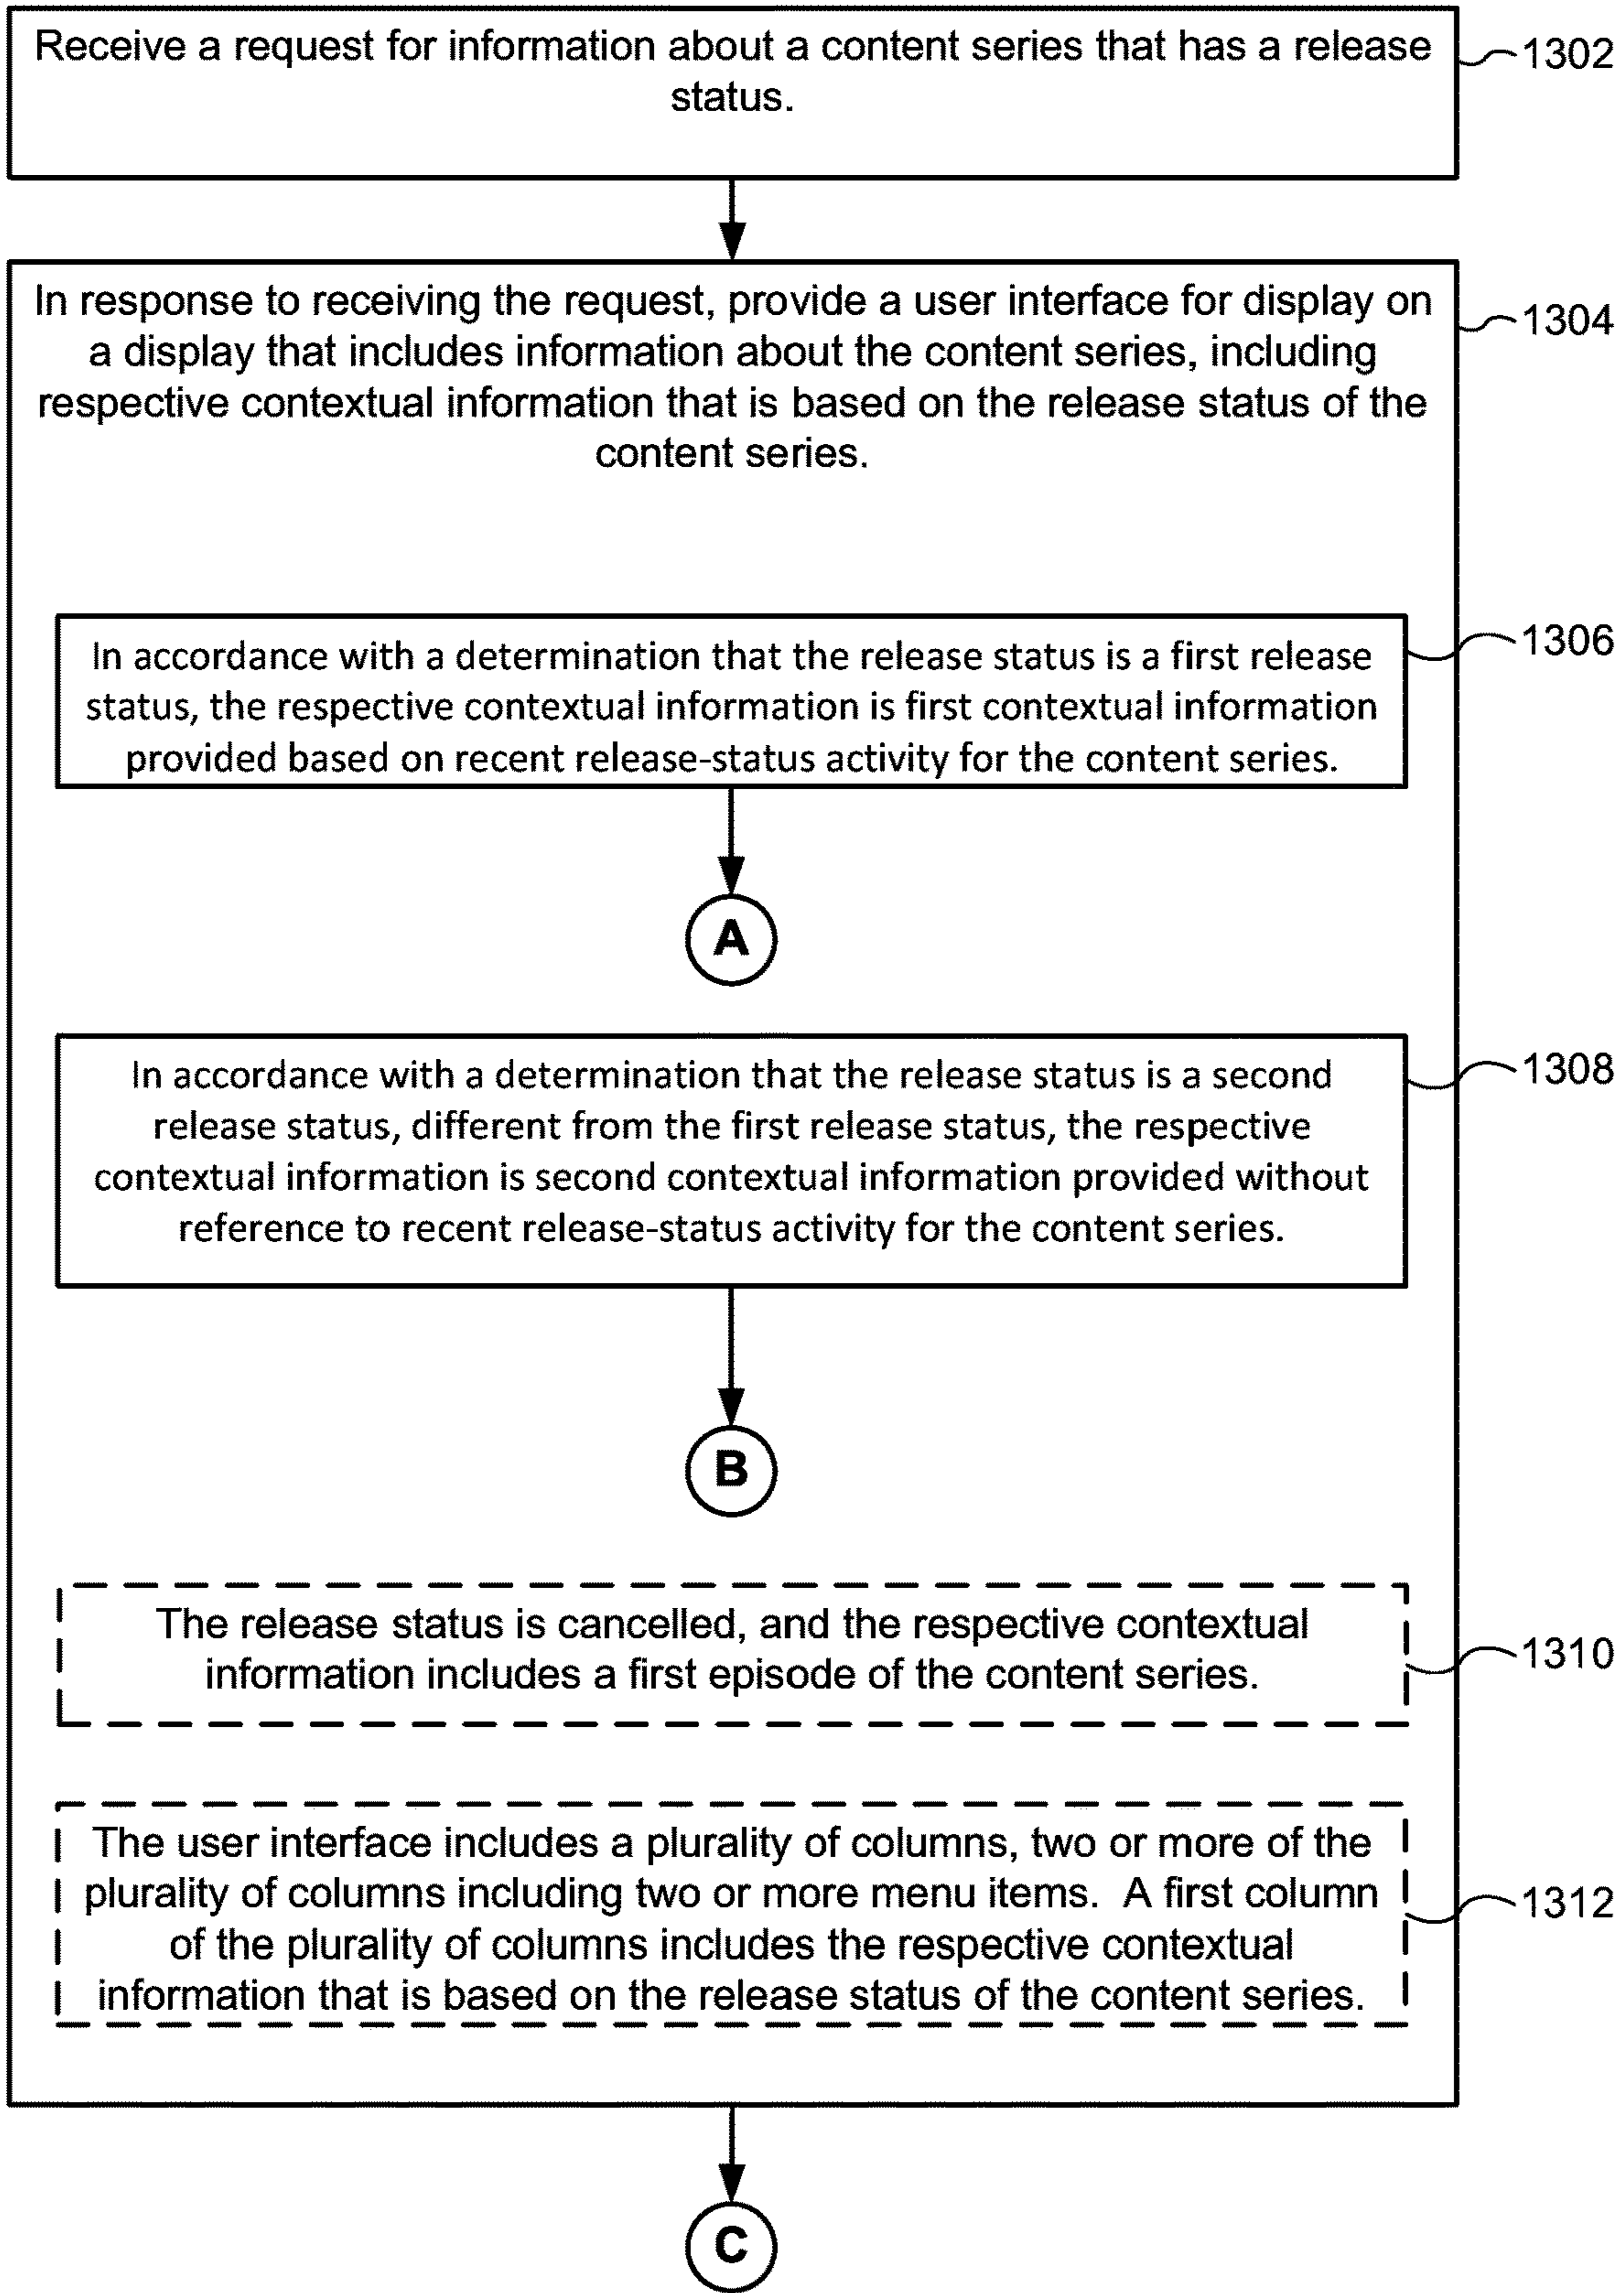 Receive a request for information about a content series that has a release
status.
1302
In response to receiving the request, provide a user interface for display on
a display that includes information about the content series, including
respective contextual information that is based on the release status of the
content series.
1304
In accordance with a determination that the release status is a first release
status, the respective contextual information is first contextual information
provided based on recent release-status activity for the content series.
1306
A
In accordance with a determination that the release status is a second
release status, different from the first release status, the respective
contextual information is second contextual information provided without
reference to recent release-status activity for the content series.
1308
B
The release status is cancelled, and the respective contextual
information includes a first episode of the content series.
1310
The user interface includes a plurality of columns, two or more of the
plurality of columns including two or more menu items.  A first column
of the plurality of columns includes the respective contextual
information that is based on the release status of the content series.
1312
C